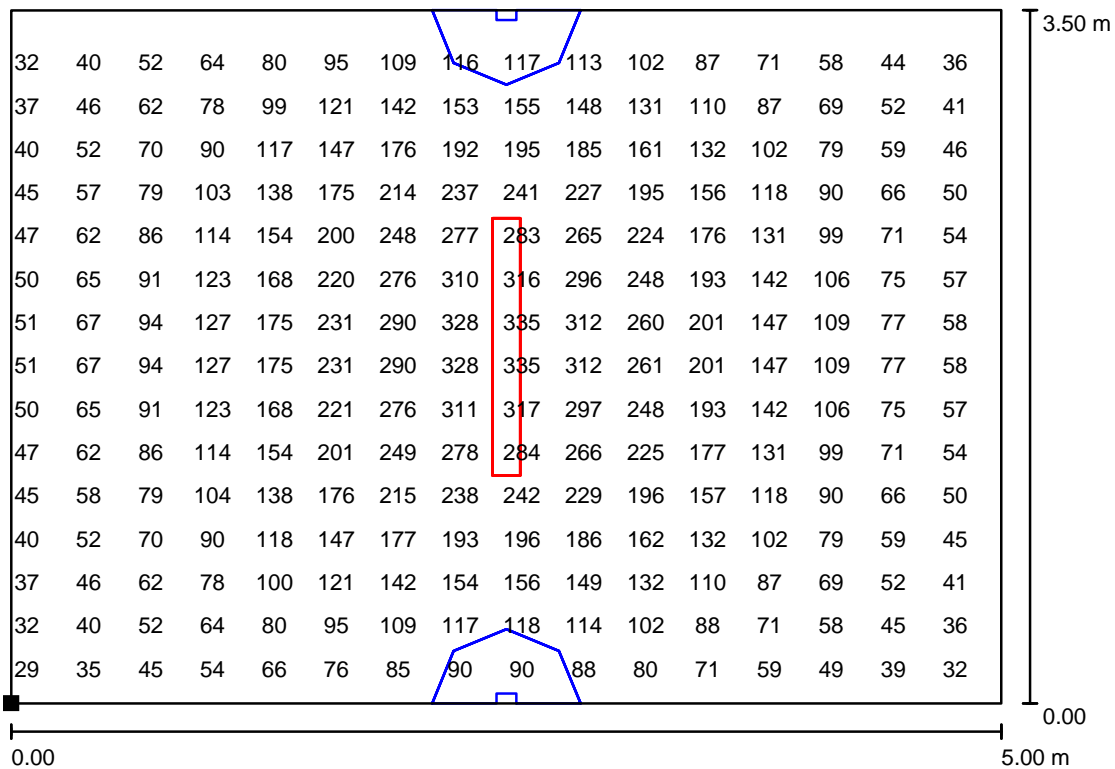 3.50 m
32 40 52 64 80 95 109 116 117 113 102 87 71 58 44 36
37 46 62 78 99 121 142 153 155 148 131 110 87 69 52 41
40 52 70 90 117 147 176 192 195 185 161 132 102 79 59 46
45 57 79 103 138 175 214 237 241 227 195 156 118 90 66 50
47 62 86 114 154 200 248 277 283 265 224 176 131 99 71 54
50 65 91 123 168 220 276 310 316 296 248 193 142 106 75 57
51 67 94 127 175 231 290 328 335 312 260 201 147 109 77 58
51 67 94 127 175 231 290 328 335 312 261 201 147 109 77 58
50 65 91 123 168 221 276 311 317 297 248 193 142 106 75 57
47 62 86 114 154 201 249 278 284 266 225 177 131 99 71 54
45 58 79 104 138 176 215 238 242 229 196 157 118 90 66 50
40 52 70 90 118 147 177 193 196 186 162 132 102 79 59 45
37 46 62 78 100 121 142 154 156 149 132 110 87 69 52 41
32 40 52 64 80 95 109 117 118 114 102 88 71 58 45 36
29 35 45 54 66 76 85 90 90 88 80 71 59 49 39 32
0.00
0.00 5.00 m